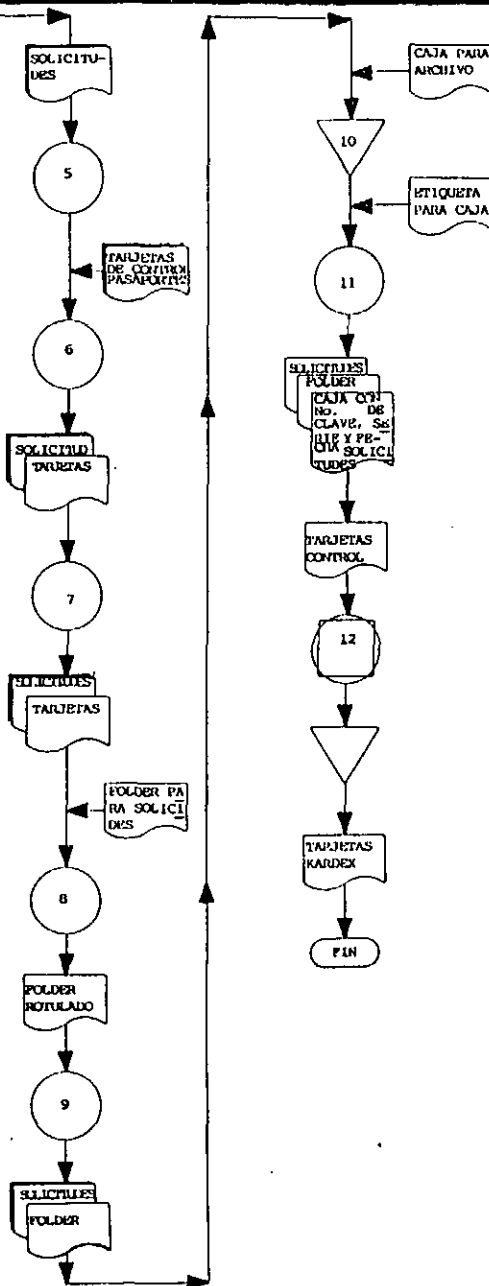 SOLICITU-
DES
5
TARJETAS
DE CONTROL
PASAPORTES
6
SOLICITUD
TARJETAS
7
SOLICITUDES
TARJETAS
FOLDER PA
RA SOLICI
DES
8
FOLDER
ROTULADO
9
SOLICITUDES
FOLDER
CAJA PARA
ARCHIVO
10
ETIQUETA
PARA CAJA
11
SOLICITUDES
FOLDER
CAJA CON
No. DE
CLAVE, SE
RIE Y FE-
CHA SOLICI
TUDES
TARJETAS
CONTROL
12
TARJETAS
KARDEX
FIN